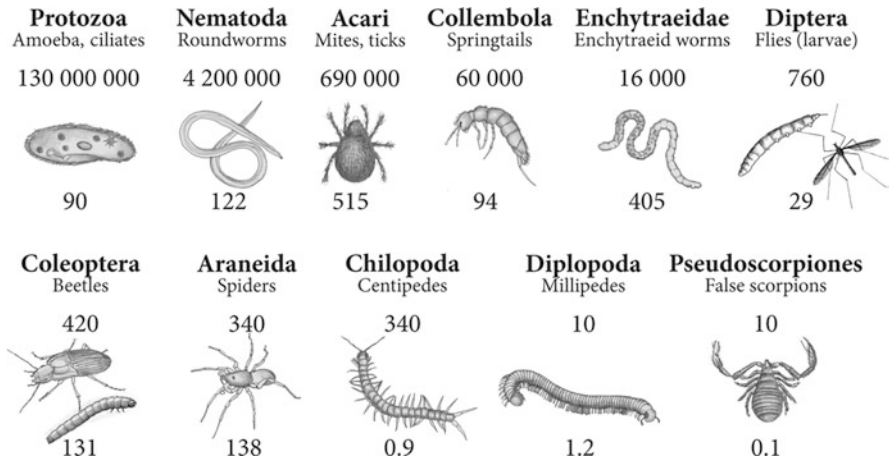 Protozoa Nematoda Acari Collembola Enchytraeidae Diptera
Amoeba, ciliates Roundworms Mites, ticks Springtails Enchytraeid worms Flies (larvae)
130 000 000 4 200 000 690 000 60 000 16 000 760
90 122 515 94 405 29
Coleoptera Araneida Chilopoda Diplopoda Pseudoscorpiones
Beetles Spiders Centipedes Millipedes False scorpions
420 340 340 10 10
131 138 0.9 1.2 0.1